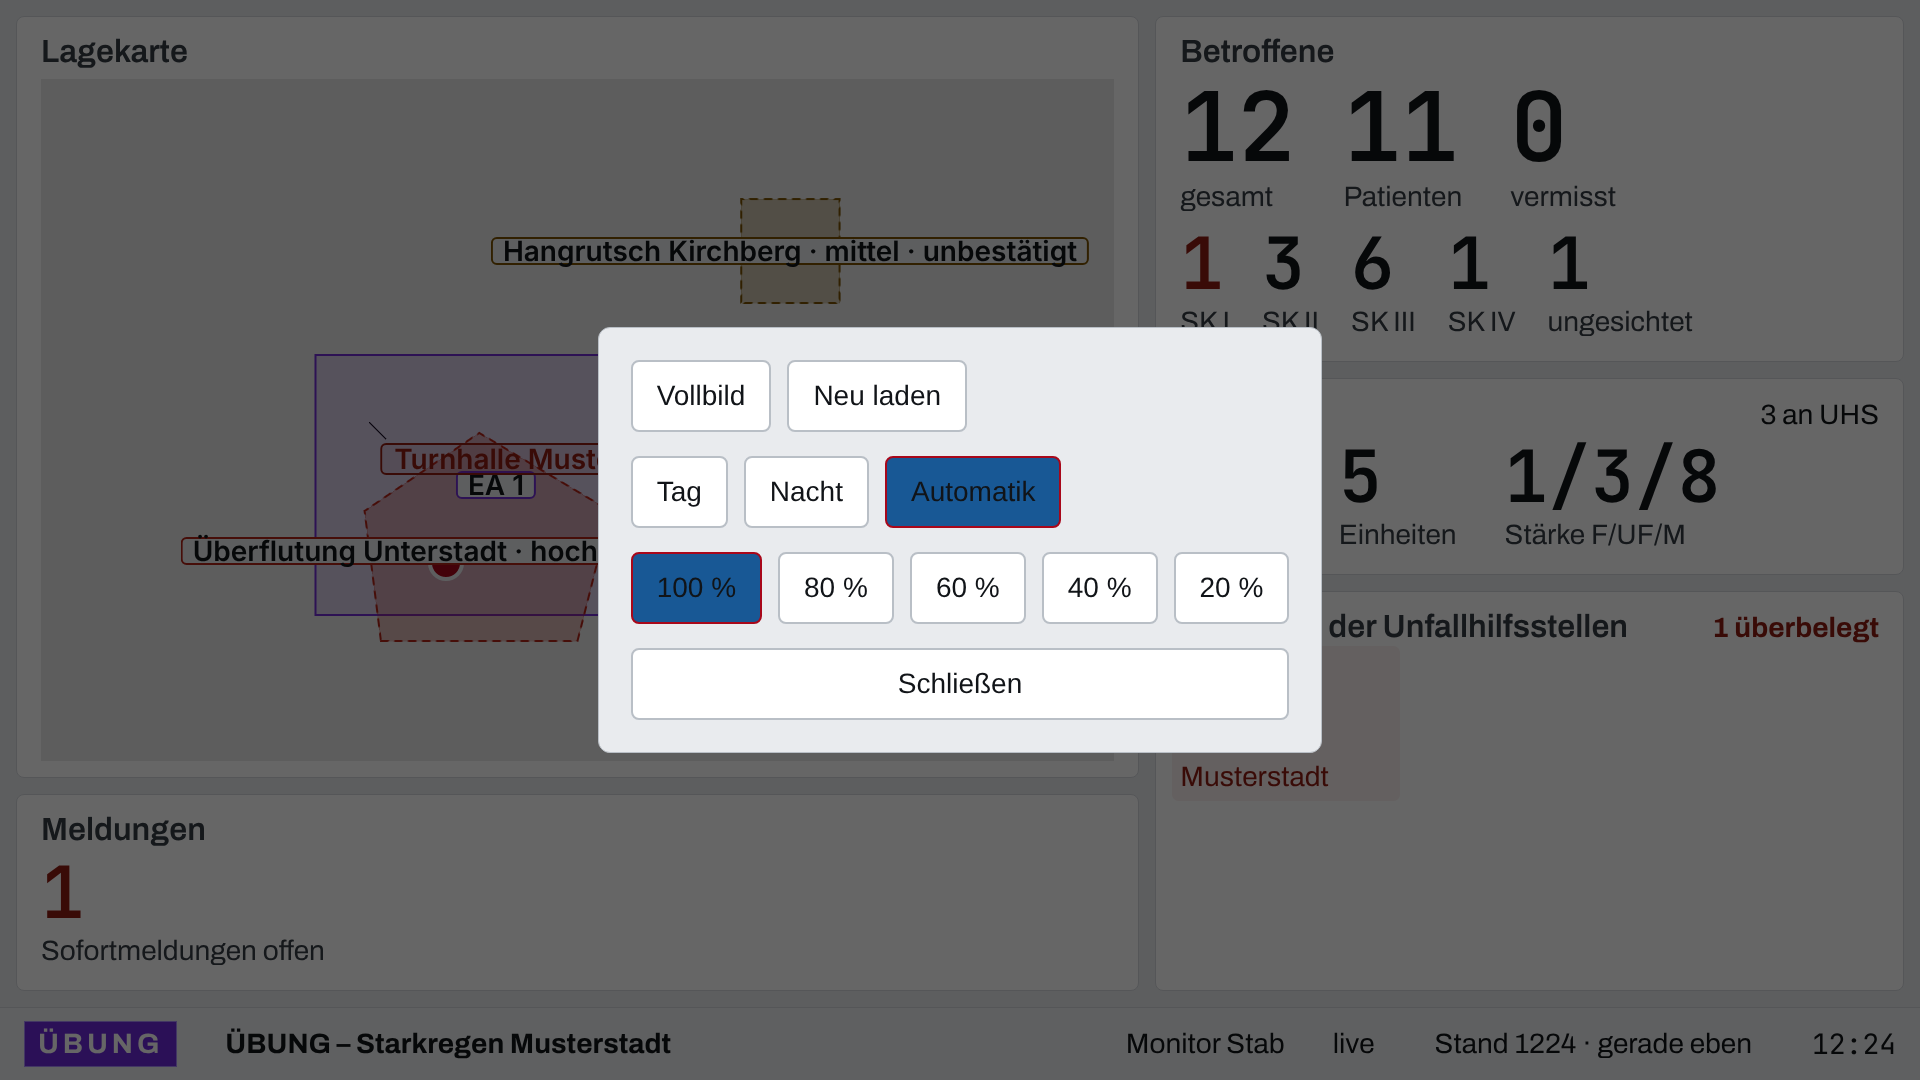 Lagekarte
Hangrutsch Kirchberg · mittel · unbestätigt
Turnhalle Must
EA 1
Überflutung Unterstadt · hoch
Meldungen
1
Sofortmeldungen offen
Betroffene
12 11 0
gesamt Patienten vermisst
1 3 6 1 1
SK I SK II SK III SK IV ungesichtet
3 an UHS
5 1/3/8
Einheiten Stärke F/UF/M
der Unfallhilfsstellen 1 überbelegt
Musterstadt
Vollbild Neu laden
Tag Nacht Automatik
100 % 80 % 60 % 40 % 20 %
Schließen
ÜBUNG ÜBUNG – Starkregen Musterstadt Monitor Stab live Stand 1224 · gerade eben 12:24